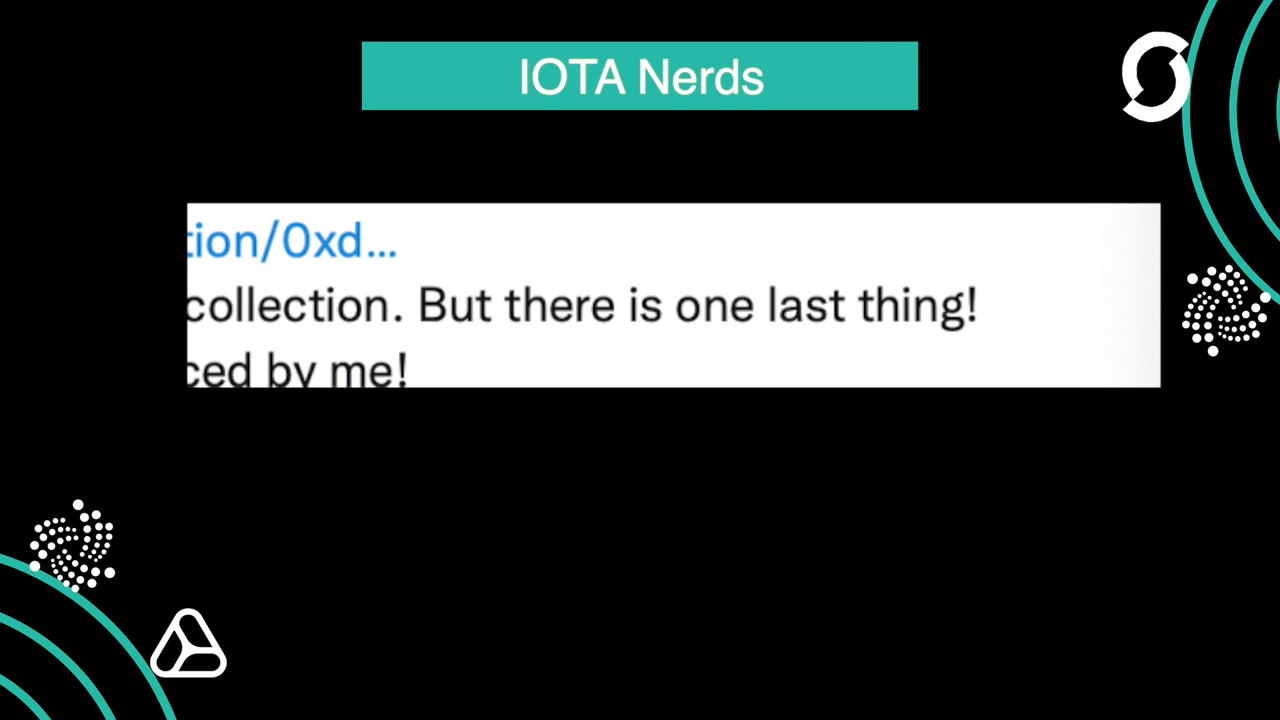 IOTA Nerds
tion/0xd...
collection. But there is one last thing!
ced by me!